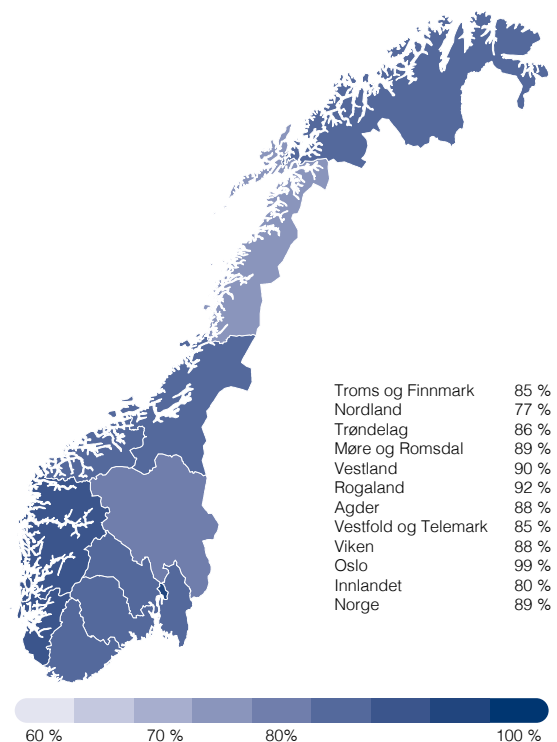 Troms og Finnmark 85 %
Nordland 77 %
Trøndelag 86 %
Møre og Romsdal 89 %
Vestland 90 %
Rogaland 92 %
Agder 88 %
Vestfold og Telemark 85 %
Viken 88 %
Oslo 99 %
Innlandet 80 %
Norge 89 %
60 % 70 % 80% 100 %